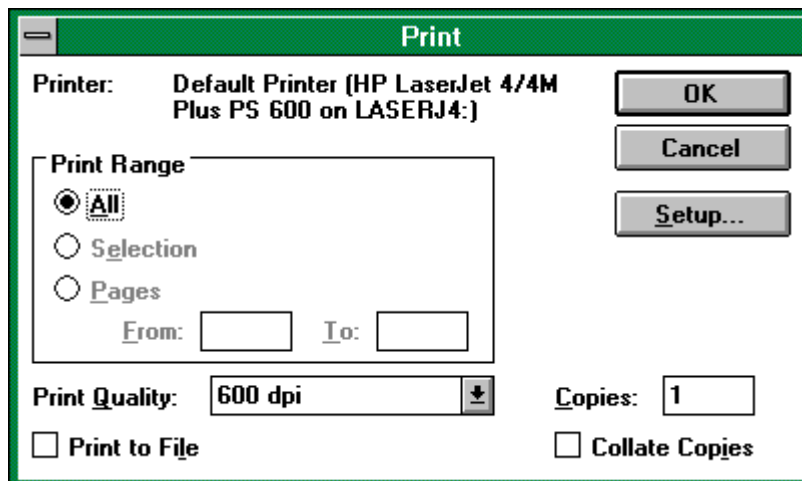 Print
Printer: Default Printer (HP LaserJet 4/4M
Plus PS 600 on LASERJ4:)
OK
Cancel
Setup...
Print Range
All
Selection
Pages
From: To:
Print Quality: 600 dpi
Copies: 1
Print to File
Collate Copies